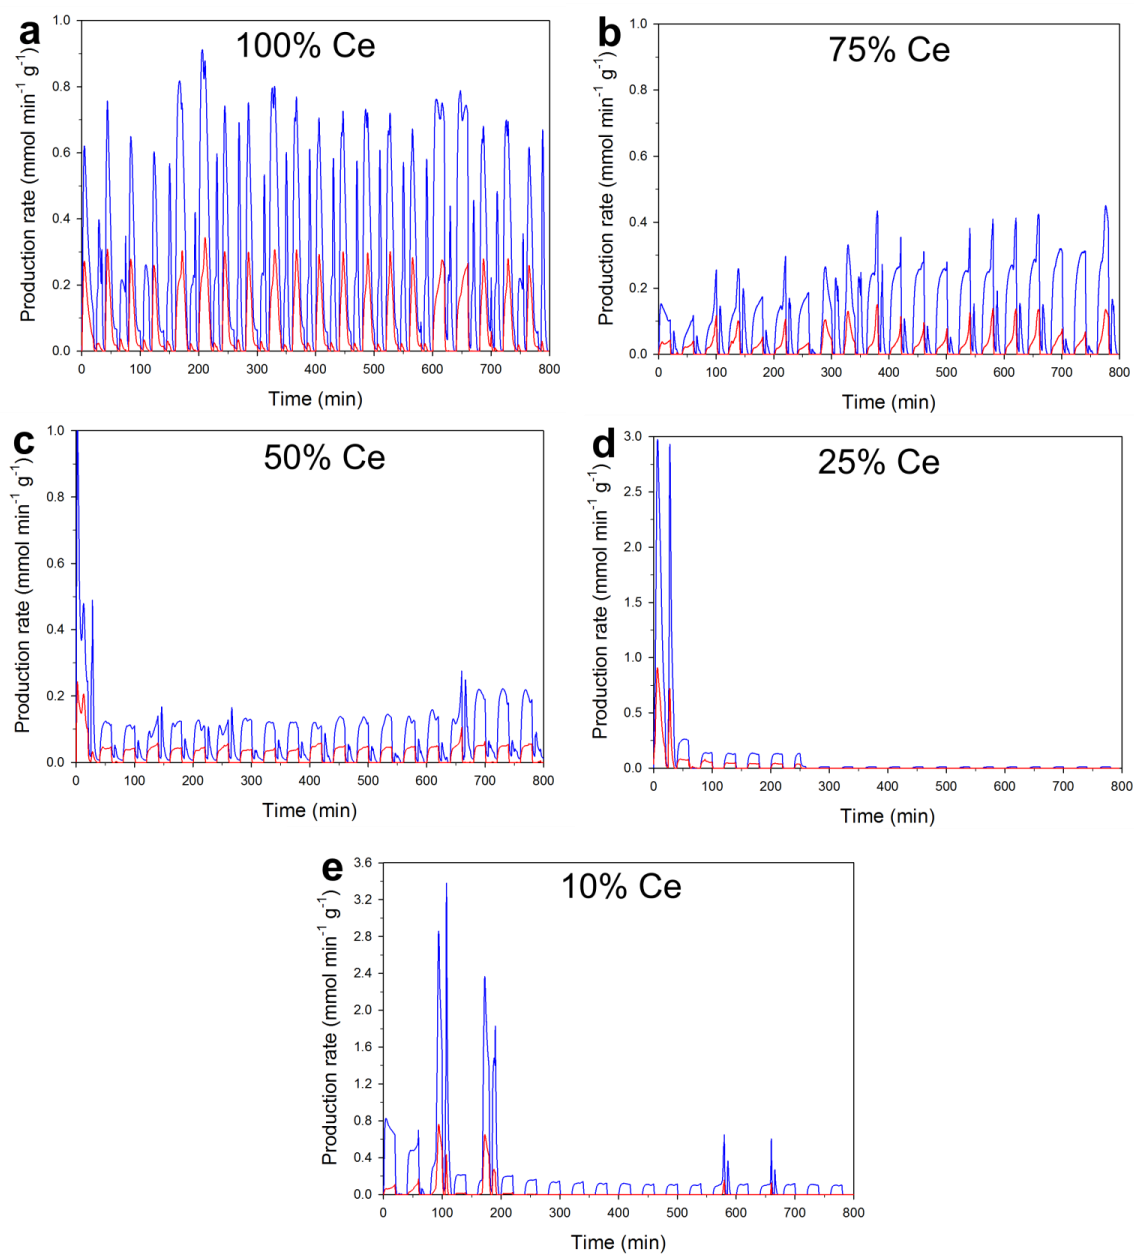 a
100% Ce
Production rate (mmol min⁻¹ g⁻¹)
1.0
0.8
0.6
0.4
0.2
0.0
0 100 200 300 400 500 600 700 800
Time (min)
b
75% Ce
Production rate (mmol min⁻¹ g⁻¹)
1.0
0.8
0.6
0.4
0.2
0.0
0 100 200 300 400 500 600 700 800
Time (min)
c
50% Ce
Production rate (mmol min⁻¹ g⁻¹)
1.0
0.8
0.6
0.4
0.2
0.0
0 100 200 300 400 500 600 700 800
Time (min)
d
25% Ce
Production rate (mmol min⁻¹ g⁻¹)
3.0
2.5
2.0
1.5
1.0
0.5
0.0
0 100 200 300 400 500 600 700 800
Time (min)
e
10% Ce
Production rate (mmol min⁻¹ g⁻¹)
3.6
3.2
2.8
2.4
2.0
1.6
1.2
0.8
0.4
0.0
0 100 200 300 400 500 600 700 800
Time (min)